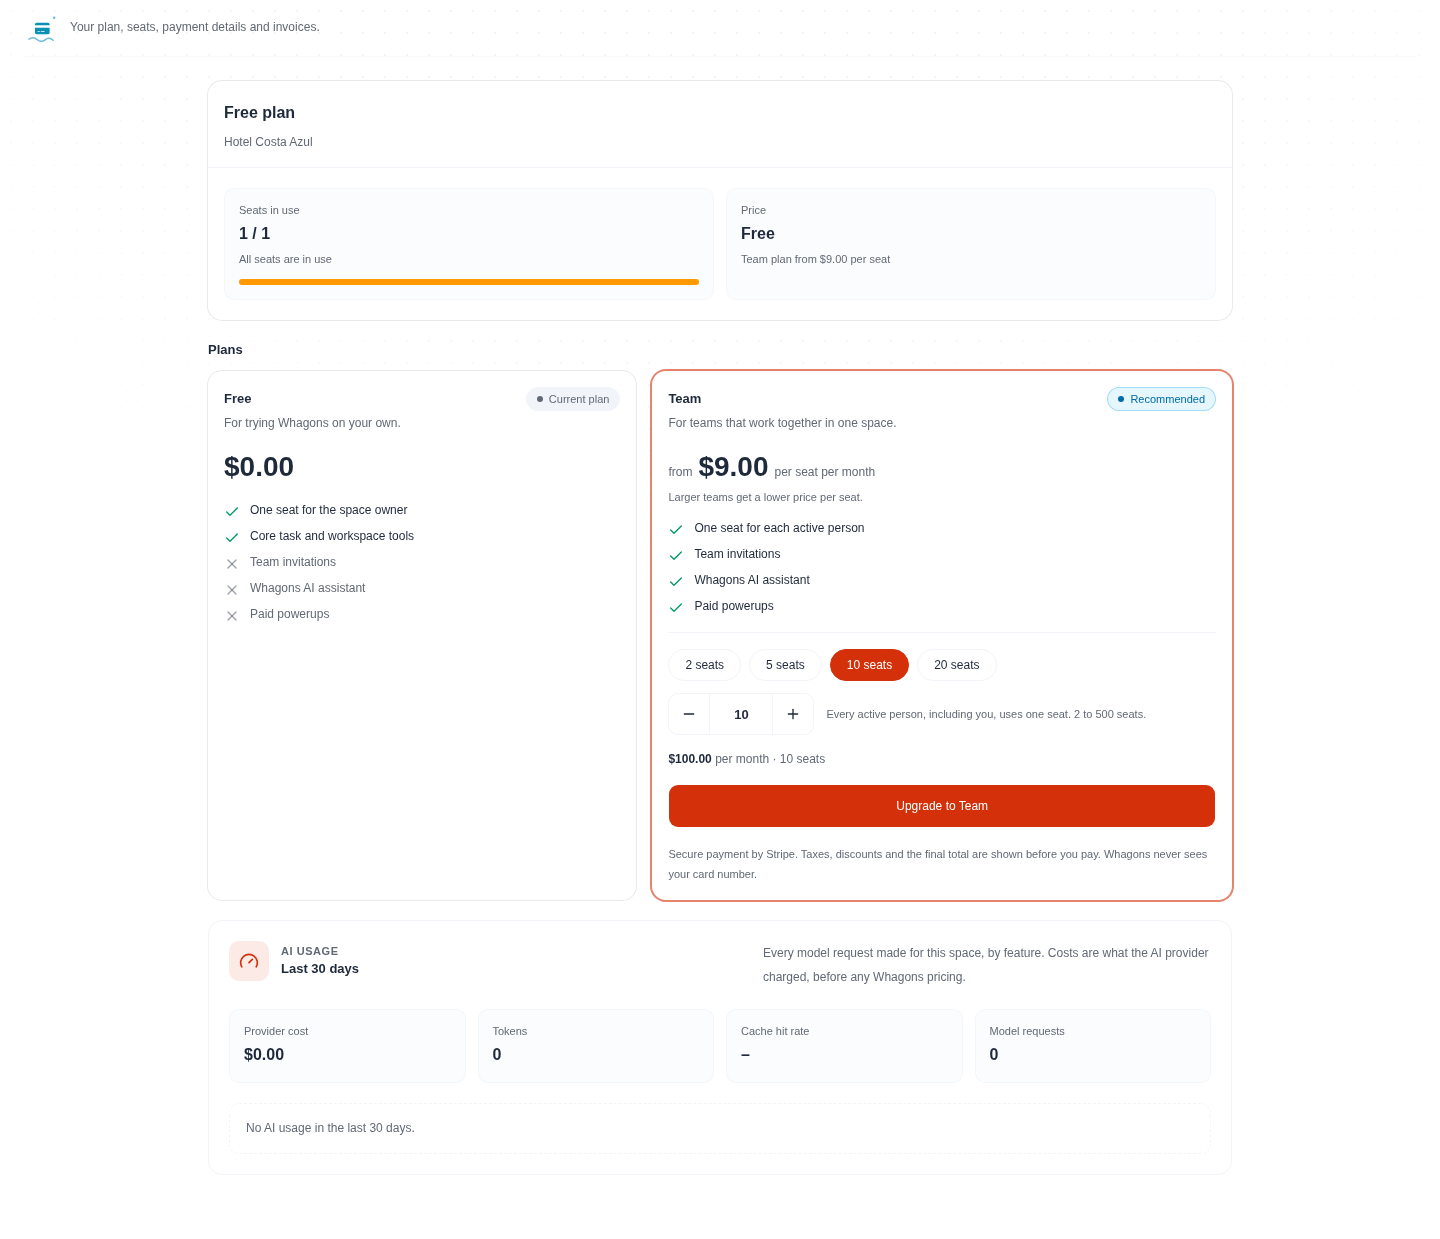 Your plan, seats, payment details and invoices.
Free plan
Hotel Costa Azul
Seats in use
1 / 1
All seats are in use
Price
Free
Team plan from $9.00 per seat
Plans
Free
Current plan
For trying Whagons on your own.
$0.00
One seat for the space owner
Core task and workspace tools
Team invitations
Whagons AI assistant
Paid powerups
Team
Recommended
For teams that work together in one space.
from $9.00 per seat per month
Larger teams get a lower price per seat.
One seat for each active person
Team invitations
Whagons AI assistant
Paid powerups
2 seats
5 seats
10 seats
20 seats
10
Every active person, including you, uses one seat. 2 to 500 seats.
$100.00 per month · 10 seats
Upgrade to Team
Secure payment by Stripe. Taxes, discounts and the final total are shown before you pay. Whagons never sees
your card number.
AI USAGE
Last 30 days
Every model request made for this space, by feature. Costs are what the AI provider
charged, before any Whagons pricing.
Provider cost
$0.00
Tokens
0
Cache hit rate
–
Model requests
0
No AI usage in the last 30 days.